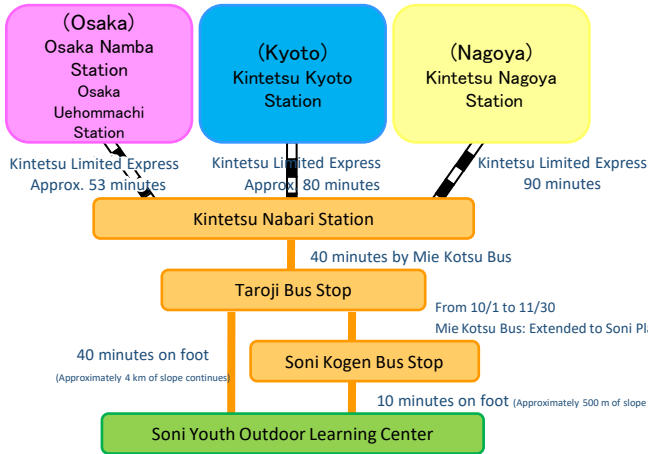 (Osaka)
Osaka Namba
Station
Osaka
Uehommachi
Station
(Kyoto)
Kintetsu Kyoto
Station
(Nagoya)
Kintetsu Nagoya
Station
Kintetsu Limited Express
Approx. 53 minutes
Kintetsu Limited Express
Approx. 80 minutes
Kintetsu Limited Express
90 minutes
Kintetsu Nabari Station
40 minutes by Mie Kotsu Bus
Taroji Bus Stop
From 10/1 to 11/30
Mie Kotsu Bus: Extended to Soni
40 minutes on foot
(Approximately 4 km of slope continues)
Soni Kogen Bus Stop
10 minutes on foot (Approximately 500 m of slope
Soni Youth Outdoor Learning Center